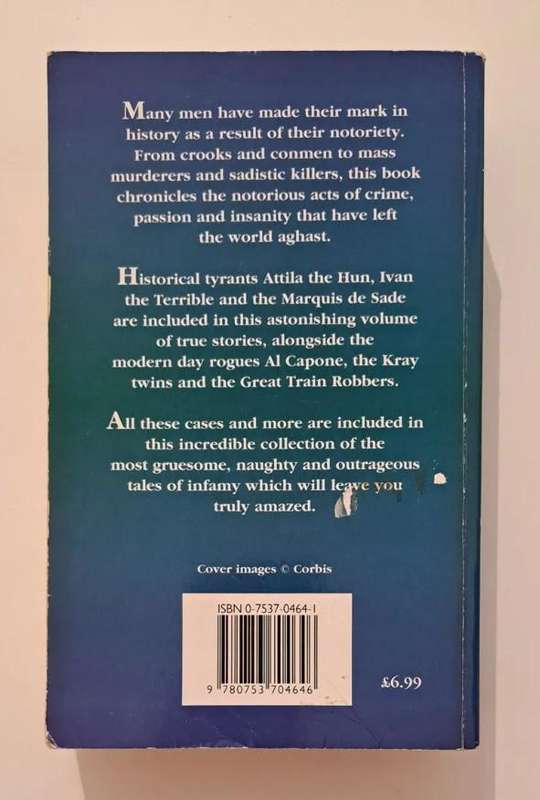 Many men have made their mark in
history as a result of their notoriety.
From crooks and conmen to mass
murderers and sadistic killers, this book
chronicles the notorious acts of crime,
passion and insanity that have left
the world aghast.
Historical tyrants Attila the Hun, Ivan
the Terrible and the Marquis de Sade
are included in this astonishing volume
of true stories, alongside the
modern day rogues Al Capone, the Kray
twins and the Great Train Robbers.
All these cases and more are included in
this incredible collection of the
most gruesome, naughty and outrageous
tales of infamy which will leave you
truly amazed.
Cover images © Corbis
ISBN 0-7537-0464-1
9 780753 704646
£6.99